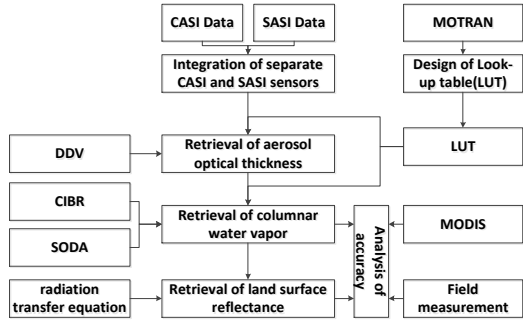 CASI Data
SASI Data
MOTRAN
Integration of separate
CASI and SASI sensors
Design of Look-
up table(LUT)
DDV
Retrieval of aerosol
optical thickness
LUT
CIBR
SODA
Retrieval of columnar
water vapor
Analysis of
accuracy
MODIS
radiation
transfer equation
Retrieval of land surface
reflectance
Field
measurement